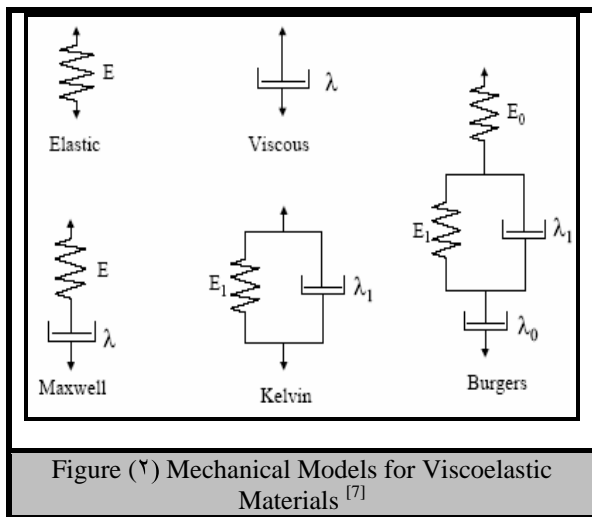 E
Elastic
λ
Viscous
E
λ
Maxwell
E₁
λ₁
Kelvin
E₀
E₁
λ₁
λ₀
Burgers
Figure (٢) Mechanical Models for Viscoelastic
Materials [7]